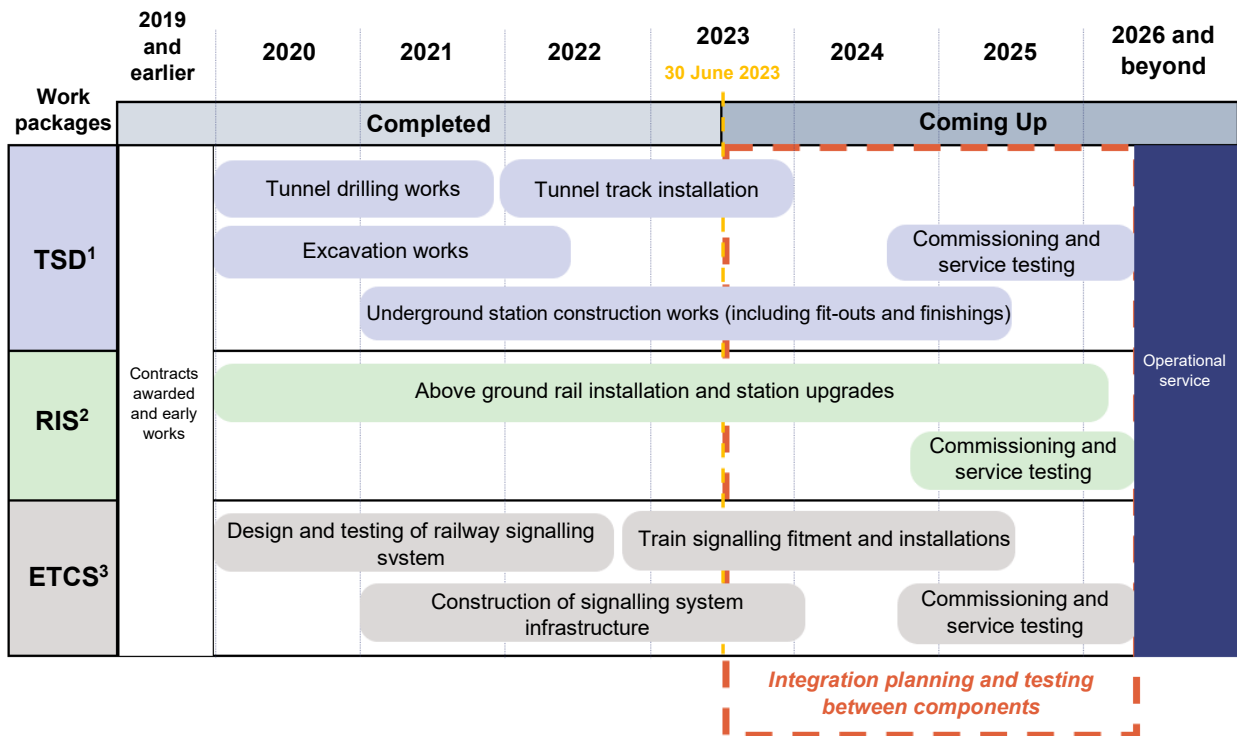 2019
and
earlier
2020
2021
2022
2023
30 June 2023
2024
2025
2026 and
beyond
Work
packages
Completed
Coming Up
TSD1
Tunnel drilling works
Tunnel track installation
Excavation works
Commissioning and
service testing
Underground station construction works (including fit-outs and finishings)
Contracts
awarded
and early
works
Operational
service
RIS2
Above ground rail installation and station upgrades
Commissioning and
service testing
ETCS3
Design and testing of railway signalling
system
Train signalling fitment and installations
Construction of signalling system
infrastructure
Commissioning and
service testing
Integration planning and testing
between components